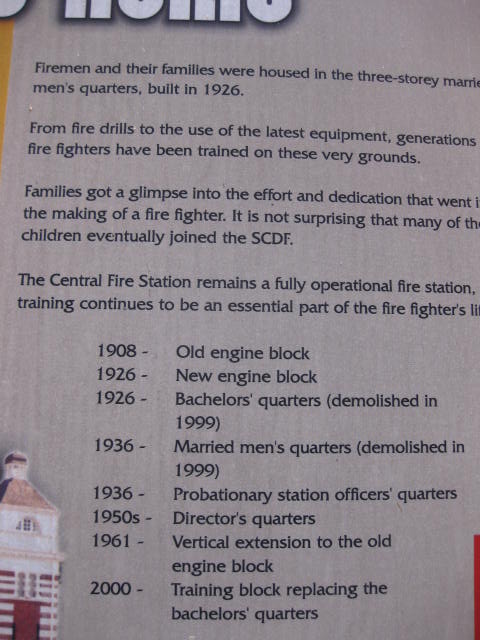 Firemen and their families were housed in the three-storey
men's quarters, built in 1926.
From fire drills to the use of the latest equipment, generations
fire fighters have been trained on these very grounds.
Families got a glimpse into the effort and dedication that went
the making of a fire fighter. It is not surprising that many of
children eventually joined the SCDF.
The Central Fire Station remains a fully operational fire station,
training continues to be an essential part of the fire fighter's
1908 - Old engine block
1926 - New engine block
1926 - Bachelors' quarters (demolished in
1999)
1936 - Married men's quarters (demolished in
1999)
1936 - Probationary station officers' quarters
1950s - Director's quarters
1961 - Vertical extension to the old
engine block
2000 - Training block replacing the
bachelors' quarters